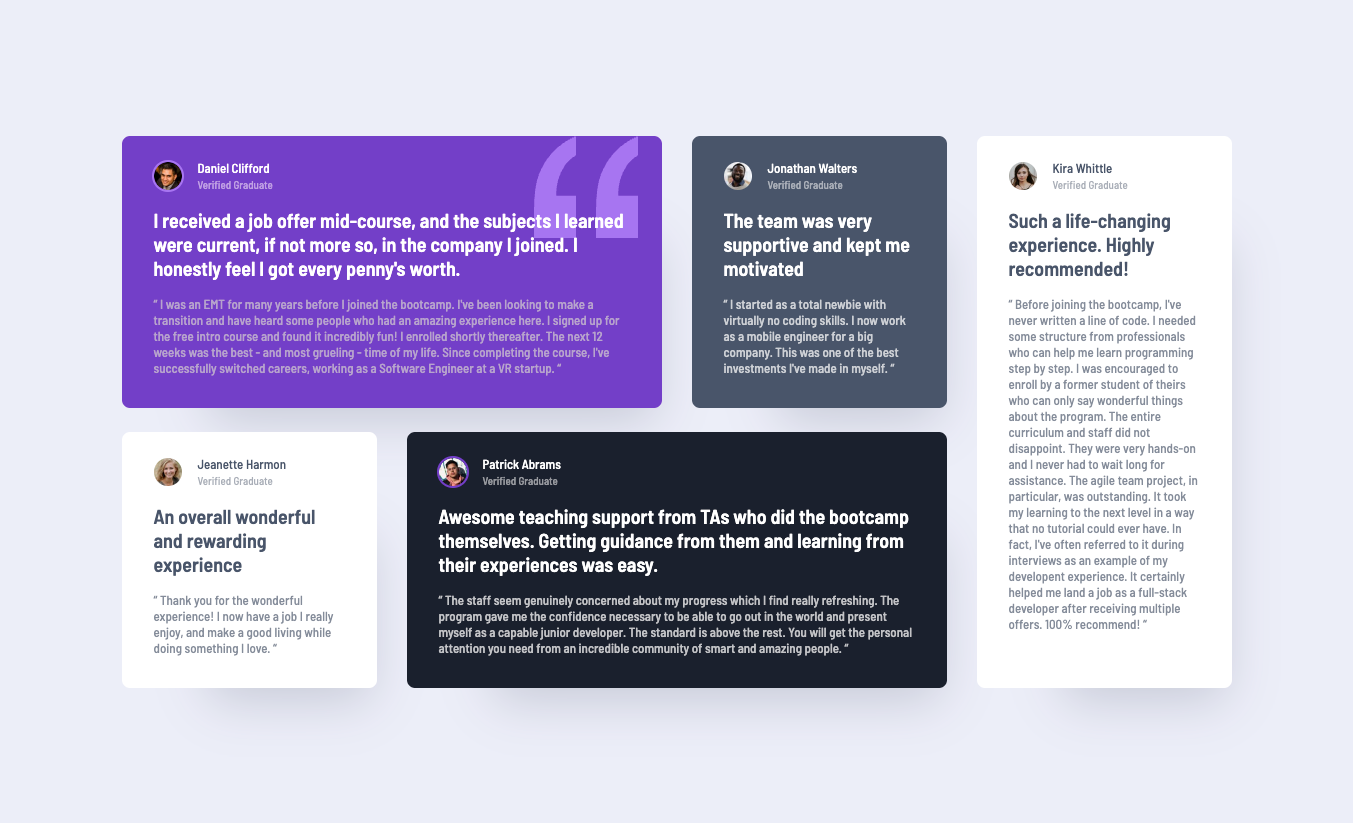 Daniel Clifford
Verified Graduate
I received a job offer mid-course, and the subjects I learned
were current, if not more so, in the company I joined. I
honestly feel I got every penny's worth.
“ I was an EMT for many years before I joined the bootcamp. I've been looking to make a
transition and have heard some people who had an amazing experience here. I signed up for
the free intro course and found it incredibly fun! I enrolled shortly thereafter. The next 12
weeks was the best - and most grueling - time of my life. Since completing the course, I've
successfully switched careers, working as a Software Engineer at a VR startup. ”
Jonathan Walters
Verified Graduate
The team was very
supportive and kept me
motivated
“ I started as a total newbie with
virtually no coding skills. I now work
as a mobile engineer for a big
company. This was one of the best
investments I've made in myself. ”
Kira Whittle
Verified Graduate
Such a life-changing
experience. Highly
recommended!
“ Before joining the bootcamp, I've
never written a line of code. I needed
some structure from professionals
who can help me learn programming
step by step. I was encouraged to
enroll by a former student of theirs
who can only say wonderful things
about the program. The entire
curriculum and staff did not
disappoint. They were very hands-on
and I never had to wait long for
assistance. The agile team project, in
particular, was outstanding. It took
my learning to the next level in a way
that no tutorial could ever have. In
fact, I've often referred to it during
interviews as an example of my
developent experience. It certainly
helped me land a job as a full-stack
developer after receiving multiple
offers. 100% recommend! ”
Jeanette Harmon
Verified Graduate
An overall wonderful
and rewarding
experience
“ Thank you for the wonderful
experience! I now have a job I really
enjoy, and make a good living while
doing something I love. ”
Patrick Abrams
Verified Graduate
Awesome teaching support from TAs who did the bootcamp
themselves. Getting guidance from them and learning from
their experiences was easy.
“ The staff seem genuinely concerned about my progress which I find really refreshing. The
program gave me the confidence necessary to be able to go out in the world and present
myself as a capable junior developer. The standard is above the rest. You will get the personal
attention you need from an incredible community of smart and amazing people. ”